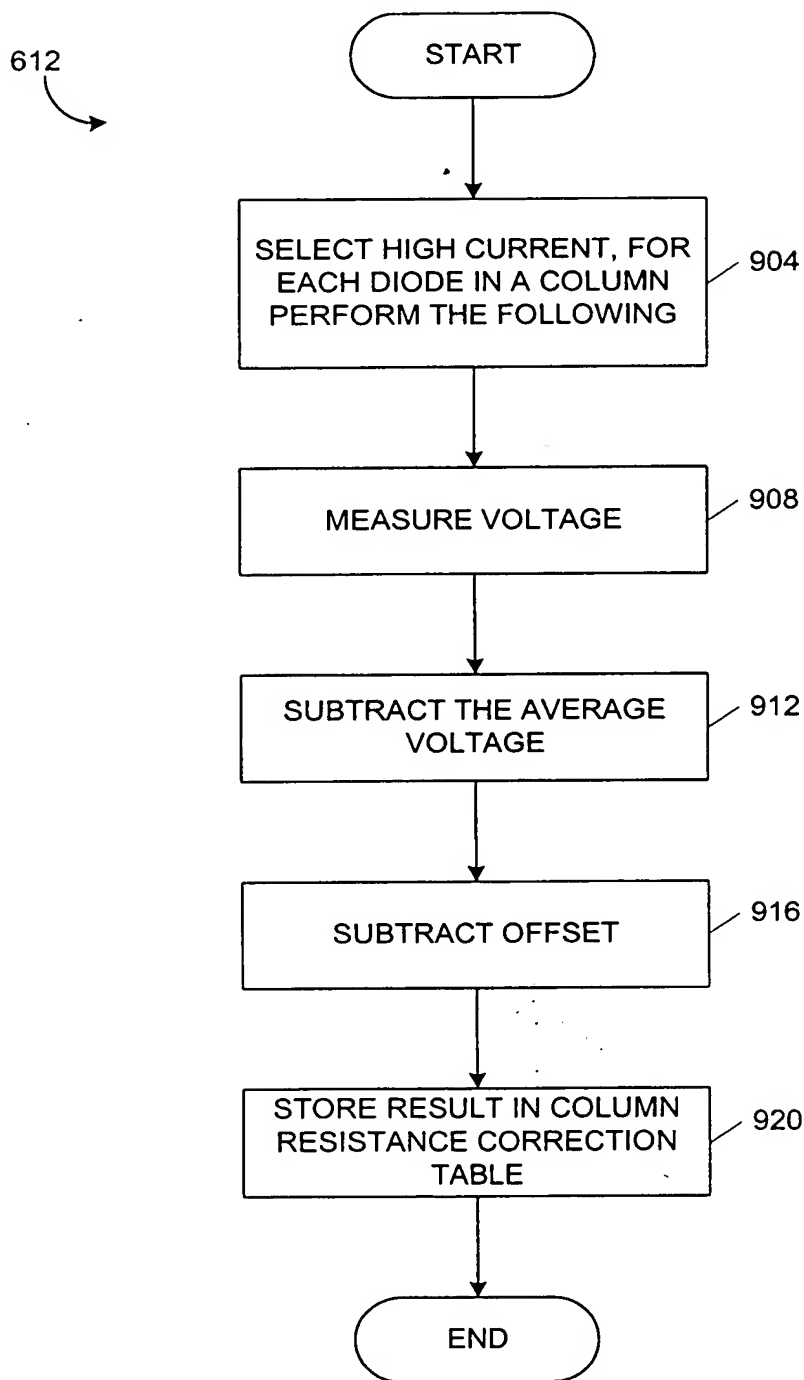 612
START
SELECT HIGH CURRENT, FOR
EACH DIODE IN A COLUMN
PERFORM THE FOLLOWING
904
MEASURE VOLTAGE
908
SUBTRACT THE AVERAGE
VOLTAGE
912
SUBTRACT OFFSET
916
STORE RESULT IN COLUMN
RESISTANCE CORRECTION
TABLE
920
END